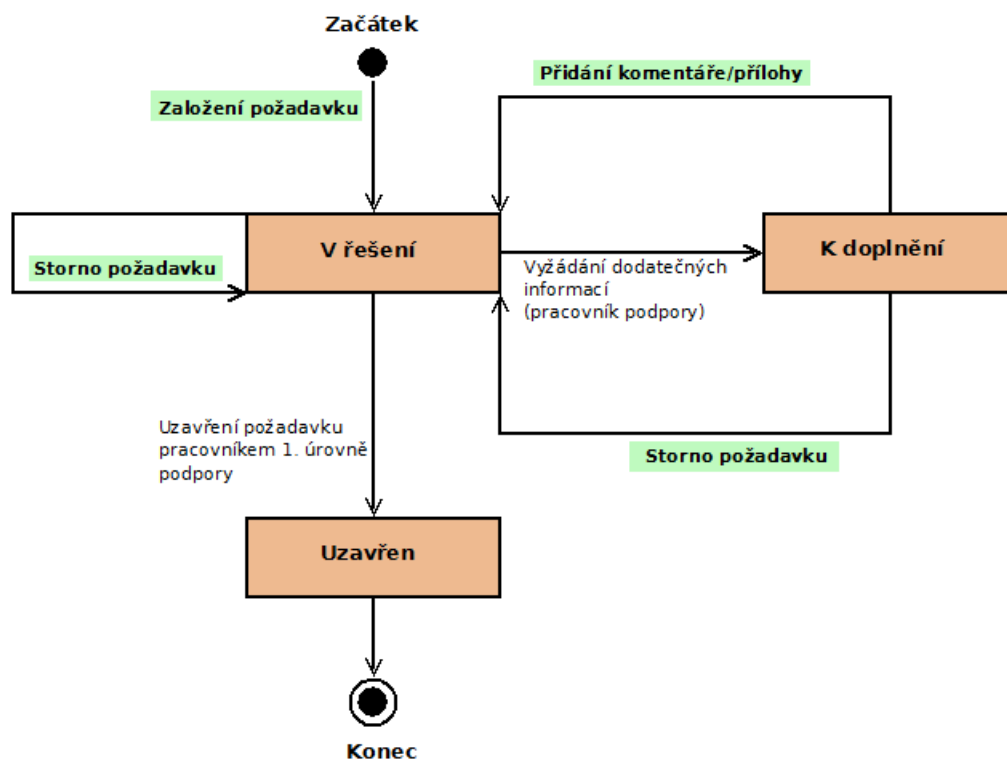 Začátek
Přidání komentáře/přílohy
Založení požadavku
V řešení
K doplnění
Storno požadavku
Vyžádání dodatečných
informací
(pracovník podpory)
Uzavření požadavku
pracovníkem 1. úrovně
podpory
Storno požadavku
Uzavřen
Konec